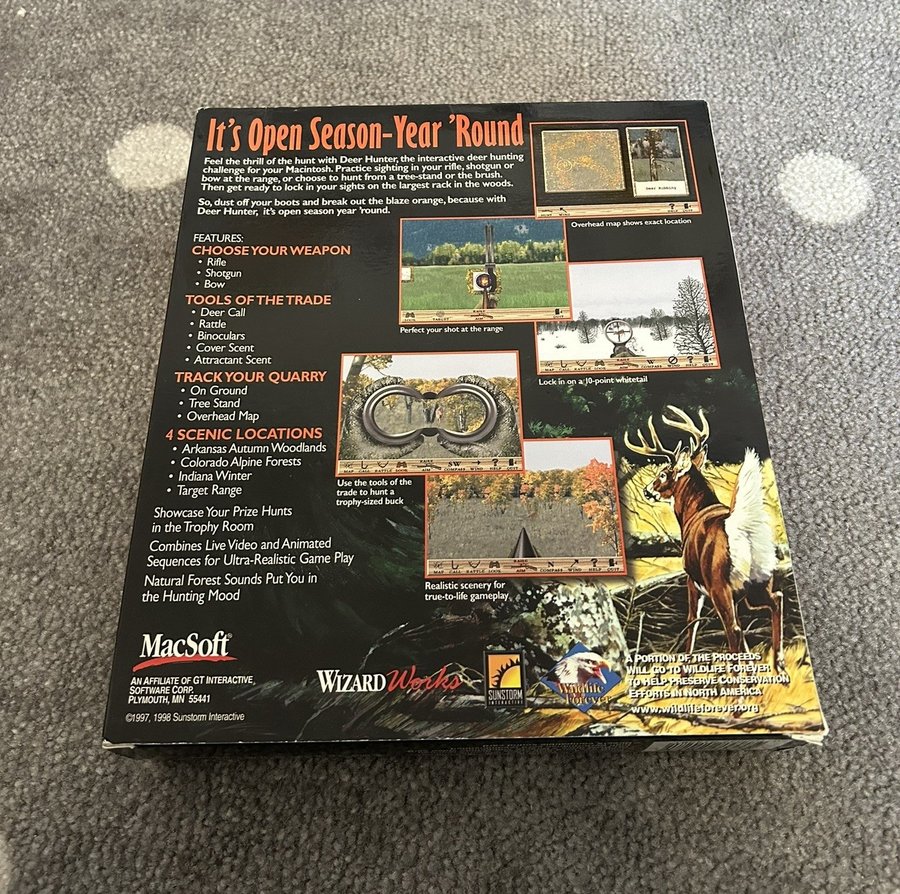 It's Open Season-Year 'Round
Feel the thrill of the hunt with Deer Hunter, the interactive deer hunting
challenge for your Macintosh. Practice sighting in your rifle, shotgun or
bow at the range, or choose to hunt from a tree-stand or the brush.
Then get ready to lock in your sights on the largest rack in the woods.
So, dust off your boots and break out the blaze orange, because with
Deer Hunter, it's open season year 'round.
Overhead map shows exact location
FEATURES:
CHOOSE YOUR WEAPON
• Rifle
• Shotgun
• Bow
Perfect your shot at the range
TOOLS OF THE TRADE
• Deer Call
• Rattle
• Binoculars
• Cover Scent
• Attractant Scent
Lock in on a 10-point whitetail
TRACK YOUR QUARRY
• On Ground
• Tree Stand
• Overhead Map
4 SCENIC LOCATIONS
• Arkansas Autumn Woodlands
• Colorado Alpine Forests
• Indiana Winter
• Target Range
Use the tools of the
trade to hunt a
trophy-sized buck
Showcase Your Prize Hunts
in the Trophy Room
Combines Live Video and Animated
Sequences for Ultra-Realistic Game Play
Natural Forest Sounds Put You in
the Hunting Mood
Realistic scenery for
true-to-life gameplay
MacSoft®
AN AFFILIATE OF GT INTERACTIVE
SOFTWARE CORP.
PLYMOUTH, MN 55441
©1997, 1998 Sunstorm Interactive
WIZARDWorks
SUNSTORM
INTERACTIVE
Wildlife
Forever
A PORTION OF THE PROCEEDS
WILL GO TO WILDLIFE FOREVER
TO HELP PRESERVE CONSERVATION
EFFORTS IN NORTH AMERICA
www.wildlifeforever.org